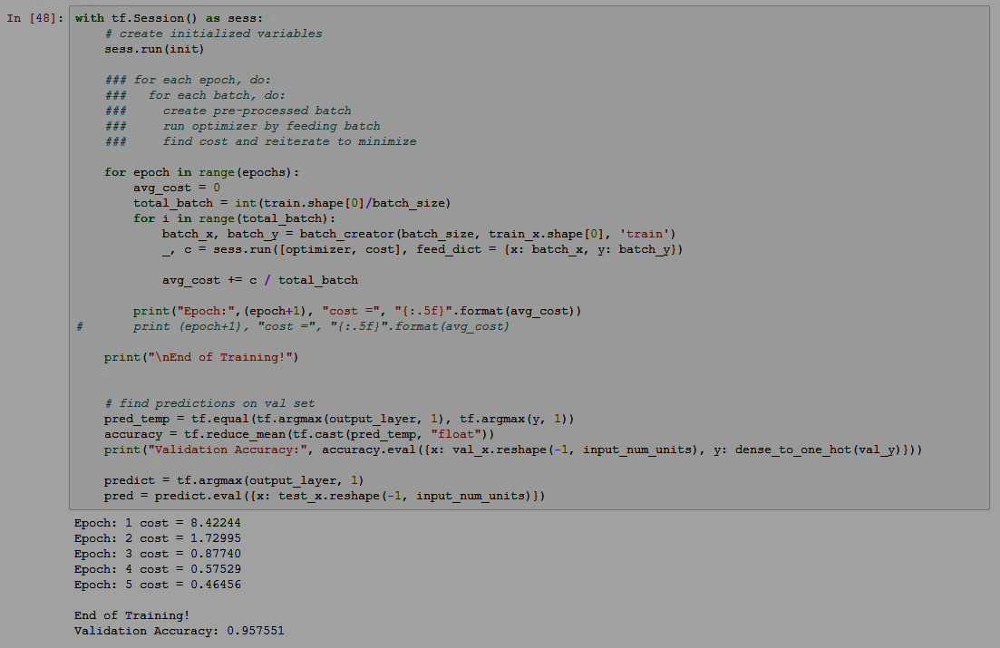 In [48]: with tf.Session() as sess:
    # create initialized variables
    sess.run(init)
    ### for each epoch, do:
    ###   for each batch, do:
    ###     create pre-processed batch
    ###     run optimizer by feeding batch
    ###     find cost and reiterate to minimize
    for epoch in range(epochs):
        avg_cost = 0
        total_batch = int(train.shape[0]/batch_size)
        for i in range(total_batch):
            batch_x, batch_y = batch_creator(batch_size, train_x.shape[0], 'train')
            _, c = sess.run([optimizer, cost], feed_dict = {x: batch_x, y: batch_y})
            avg_cost += c / total_batch
        print("Epoch:",(epoch+1), "cost =", "{:.5f}".format(avg_cost))
#       print (epoch+1), "cost =", "{:.5f}".format(avg_cost)
    print("\nEnd of Training!")
    # find predictions on val set
    pred_temp = tf.equal(tf.argmax(output_layer, 1), tf.argmax(y, 1))
    accuracy = tf.reduce_mean(tf.cast(pred_temp, "float"))
    print("Validation Accuracy:", accuracy.eval({x: val_x.reshape(-1, input_num_units), y: dense_to_one_hot(val_y)}))
    predict = tf.argmax(output_layer, 1)
    pred = predict.eval({x: test_x.reshape(-1, input_num_units)})
Epoch: 1 cost = 8.42244
Epoch: 2 cost = 1.72995
Epoch: 3 cost = 0.87740
Epoch: 4 cost = 0.57529
Epoch: 5 cost = 0.46456
End of Training!
Validation Accuracy: 0.957551